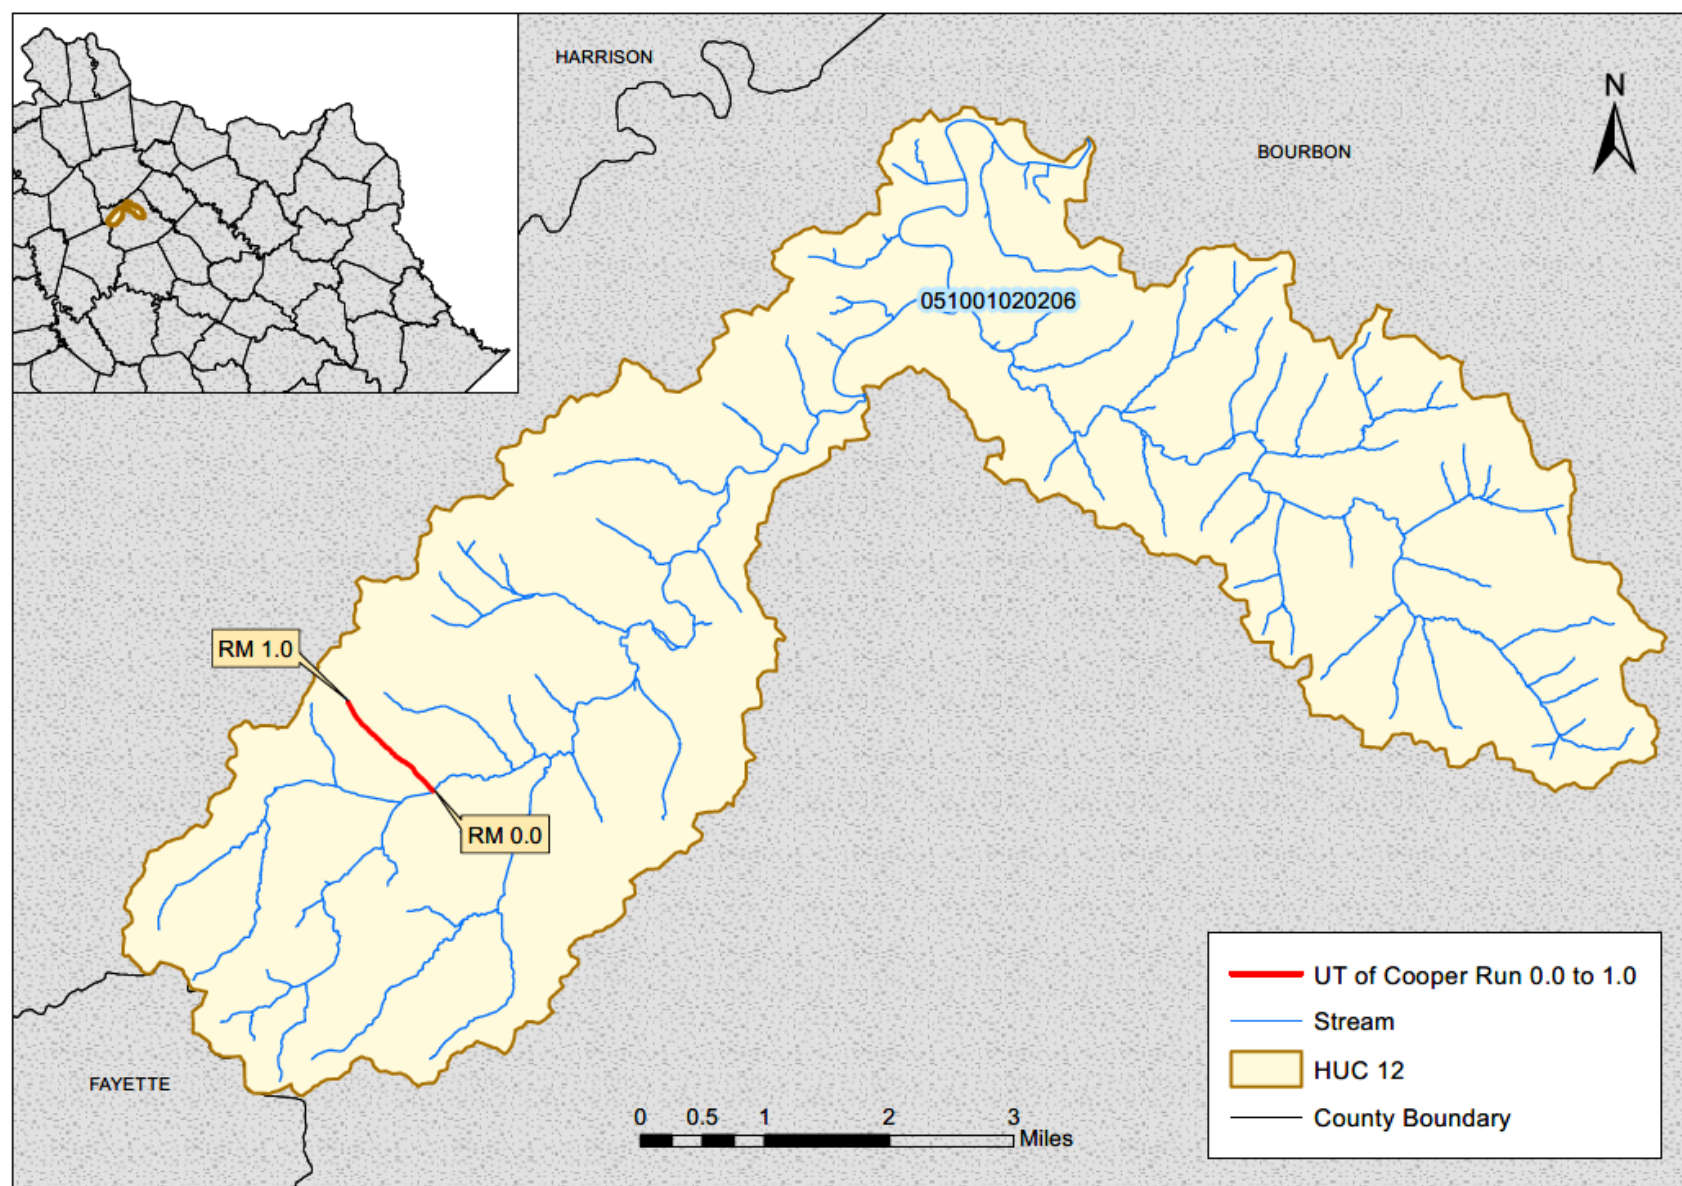 HARRISON
N
BOURBON
051001020206
RM 1.0
RM 0.0
UT of Cooper Run 0.0 to 1.0
Stream
HUC 12
County Boundary
FAYETTE
0 0.5 1 2 3
Miles